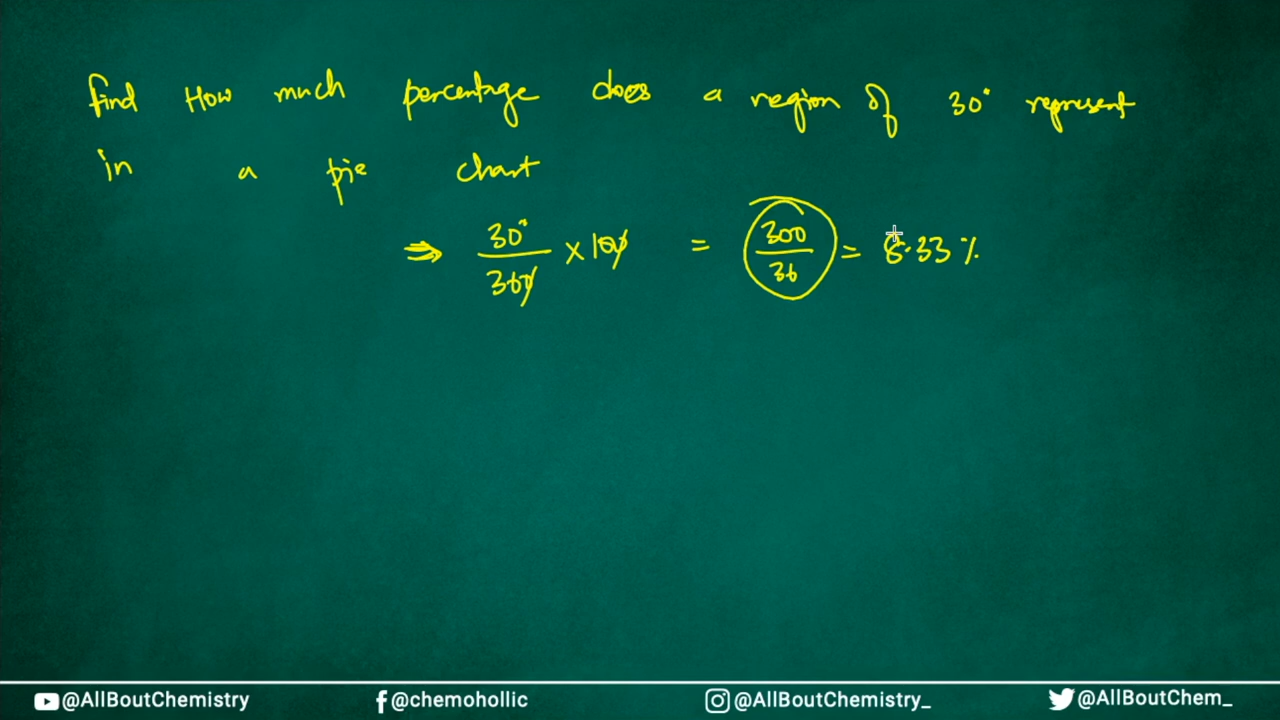 find How much percentage does a region of 30° represent
in a pie chart
⇒ 30°/360 × 100 = 300/36 = 8.33 %
@AllBoutChemistry @chemohollic @AllBoutChemistry_ @AllBoutChem_